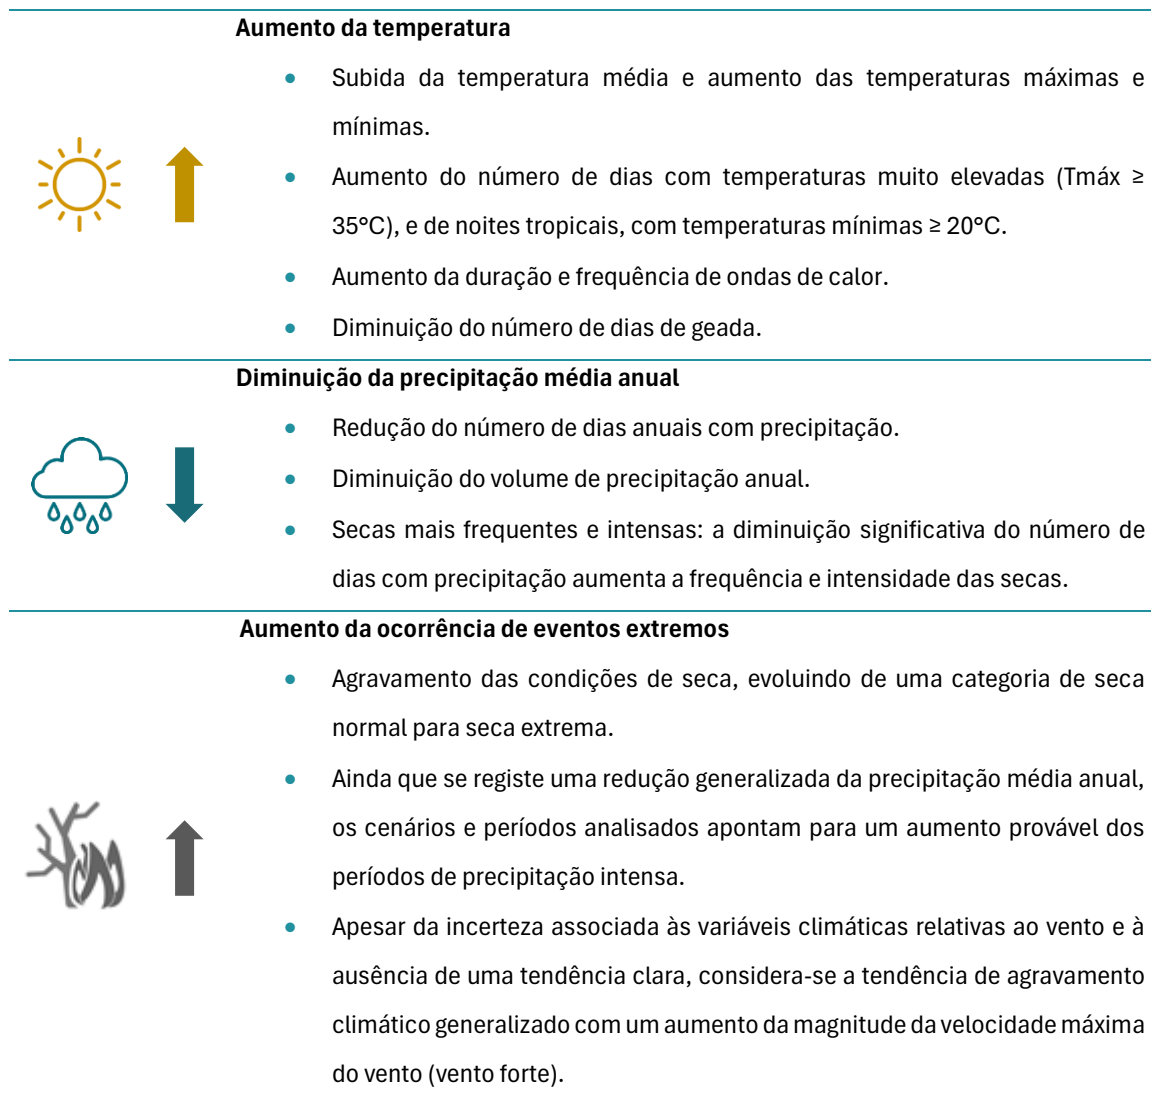 Aumento da temperatura
• Subida da temperatura média e aumento das temperaturas máximas e
mínimas.
• Aumento do número de dias com temperaturas muito elevadas (Tmáx ≥
35°C), e de noites tropicais, com temperaturas mínimas ≥ 20°C.
• Aumento da duração e frequência de ondas de calor.
• Diminuição do número de dias de geada.
Diminuição da precipitação média anual
• Redução do número de dias anuais com precipitação.
• Diminuição do volume de precipitação anual.
• Secas mais frequentes e intensas: a diminuição significativa do número de
dias com precipitação aumenta a frequência e intensidade das secas.
Aumento da ocorrência de eventos extremos
• Agravamento das condições de seca, evoluindo de uma categoria de seca
normal para seca extrema.
• Ainda que se registe uma redução generalizada da precipitação média anual,
os cenários e períodos analisados apontam para um aumento provável dos
períodos de precipitação intensa.
• Apesar da incerteza associada às variáveis climáticas relativas ao vento e à
ausência de uma tendência clara, considera-se a tendência de agravamento
climático generalizado com um aumento da magnitude da velocidade máxima
do vento (vento forte).